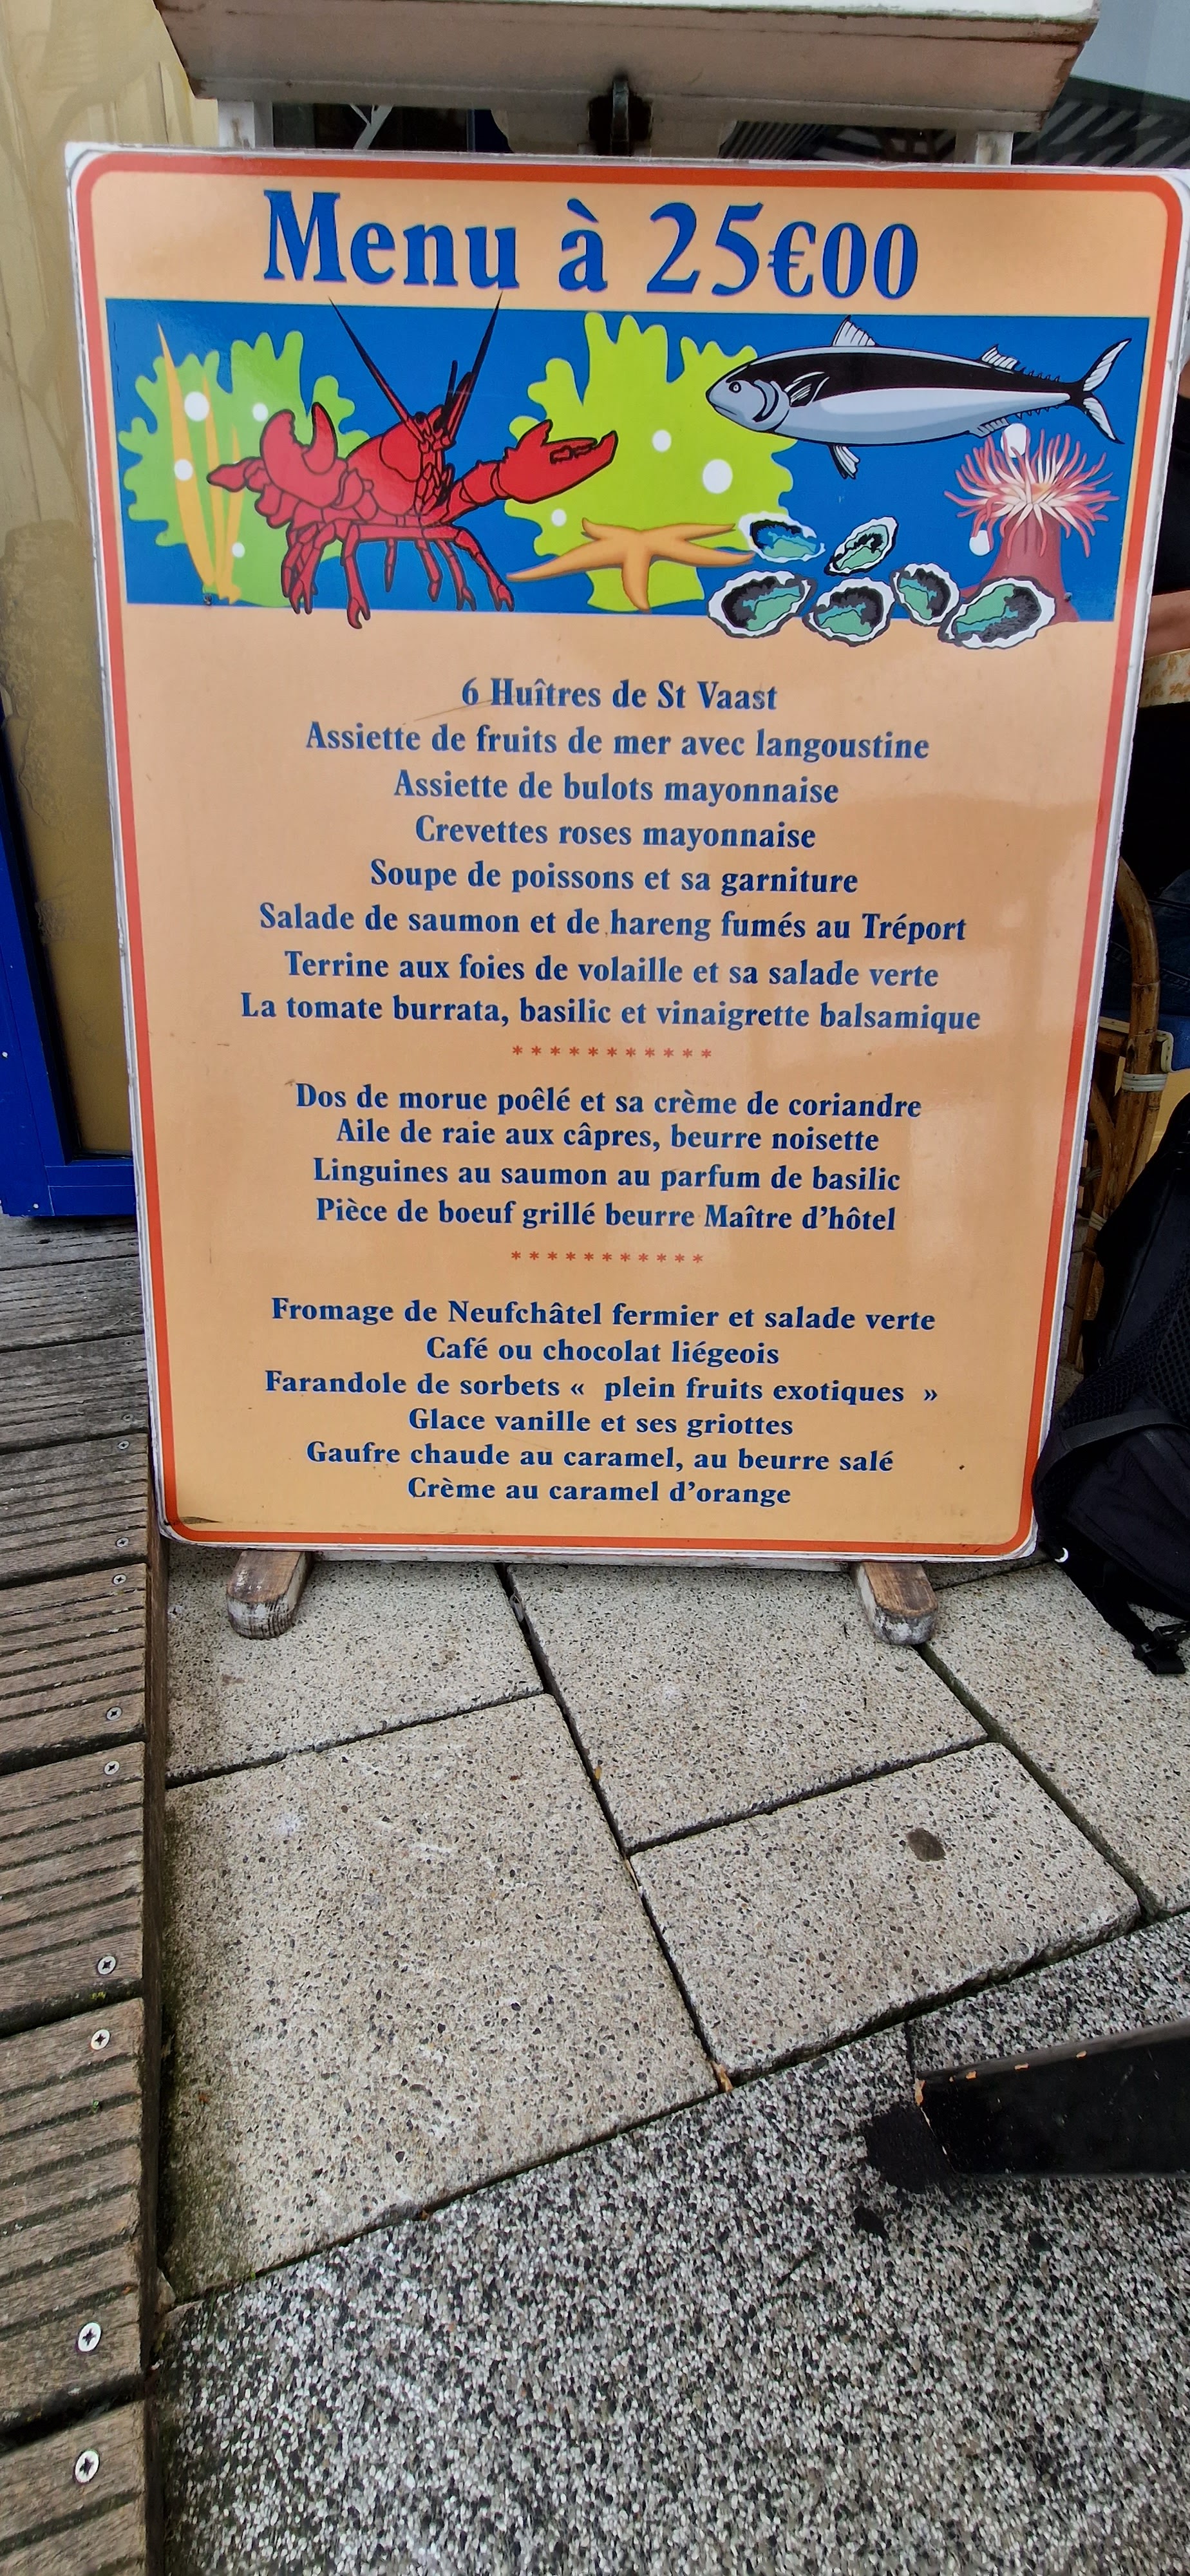 Menu à 25€00
6 Huîtres de St Vaast
Assiette de fruits de mer avec langoustine
Assiette de bulots mayonnaise
Crevettes roses mayonnaise
Soupe de poissons et sa garniture
Salade de saumon et de hareng fumés au Tréport
Terrine aux foies de volaille et sa salade verte
La tomate burrata, basilic et vinaigrette balsamique
* * * * * * * * * * *
Dos de morue poêlé et sa crème de coriandre
Aile de raie aux câpres, beurre noisette
Linguines au saumon au parfum de basilic
Pièce de boeuf grillé beurre Maître d'hôtel
* * * * * * * * * * *
Fromage de Neufchâtel fermier et salade verte
Café ou chocolat liégeois
Farandole de sorbets « plein fruits exotiques »
Glace vanille et ses griottes
Gaufre chaude au caramel, au beurre salé
Crème au caramel d'orange